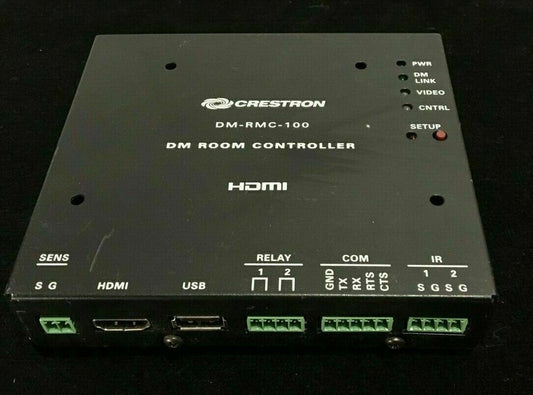 PWR
DM
LINK
VIDEO
CNTRL
SETUP
CRESTRON
DM-RMC-100
DM ROOM CONTROLLER
HDMI
SENS
S G
HDMI
USB
RELAY
1 2
COM
GND
TX
RX
RTS
CTS
IR
1 2
S G S G